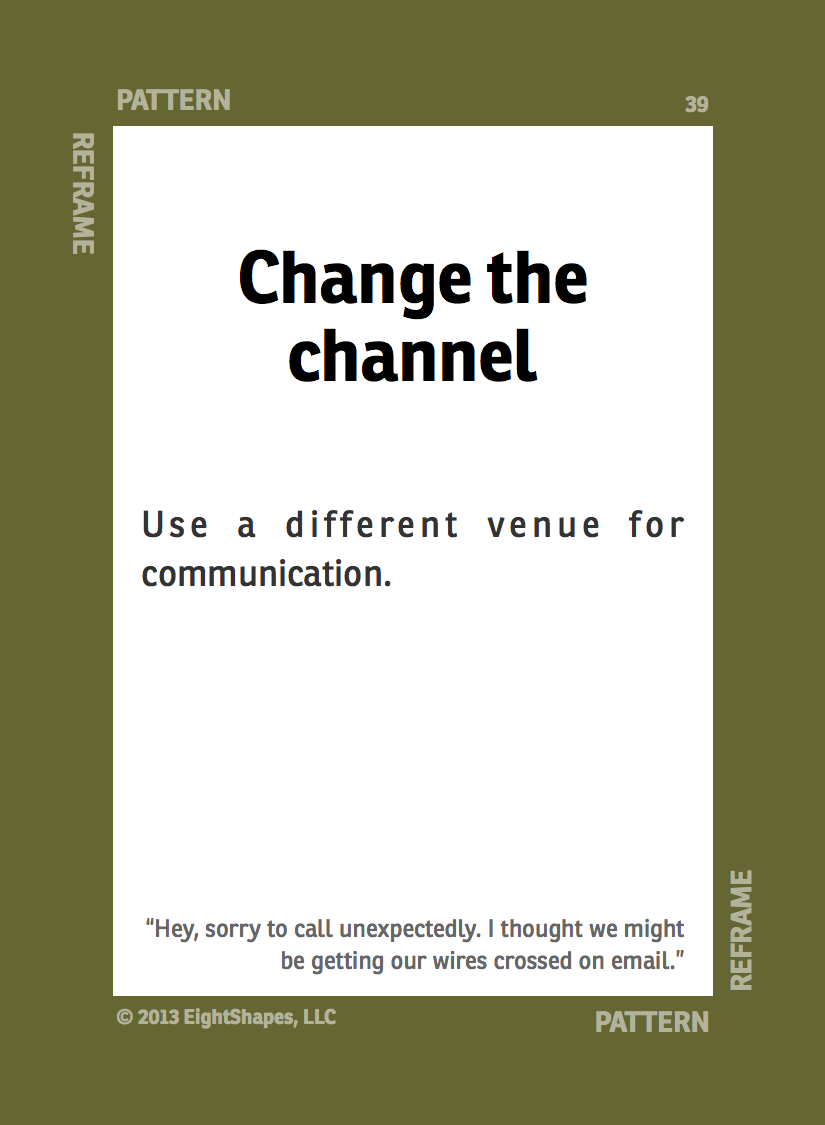 PATTERN
39
REFRAME
Change the
channel
Use a different venue for
communication.
“Hey, sorry to call unexpectedly. I thought we might
be getting our wires crossed on email.”
REFRAME
© 2013 EightShapes, LLC
PATTERN